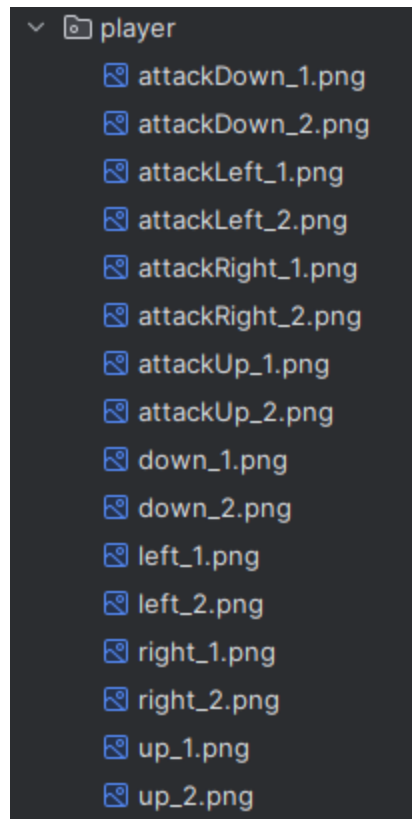 player
attackDown_1.png
attackDown_2.png
attackLeft_1.png
attackLeft_2.png
attackRight_1.png
attackRight_2.png
attackUp_1.png
attackUp_2.png
down_1.png
down_2.png
left_1.png
left_2.png
right_1.png
right_2.png
up_1.png
up_2.png